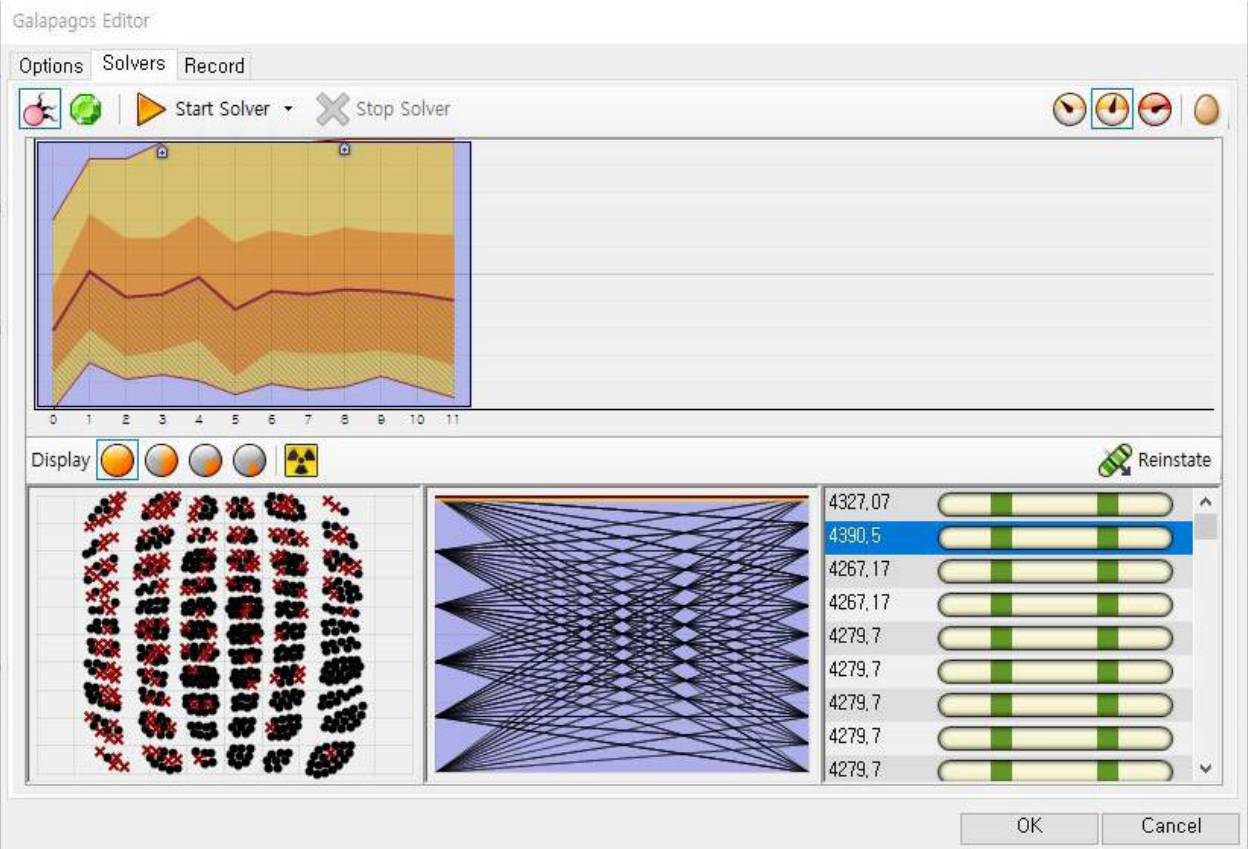 Galapagos Editor
Options Solvers Record
Start Solver Stop Solver
0 1 2 3 4 5 6 7 8 9 10 11
Display Reinstate
4327,07
4390,5
4267,17
4267,17
4279,7
4279,7
4279,7
4279,7
4279,7
OK Cancel